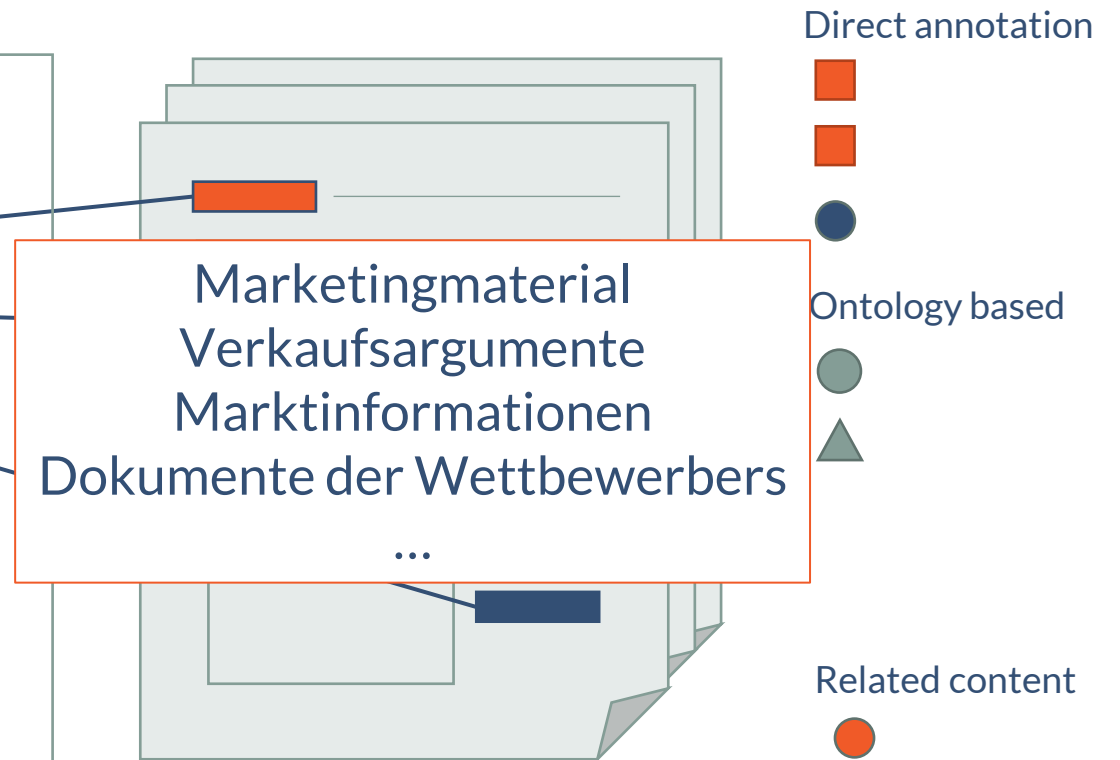 Direct annotation
Marketingmaterial
Verkaufsargumente
Marktinformationen
Dokumente der Wettbewerbers
...
Ontology based
Related content